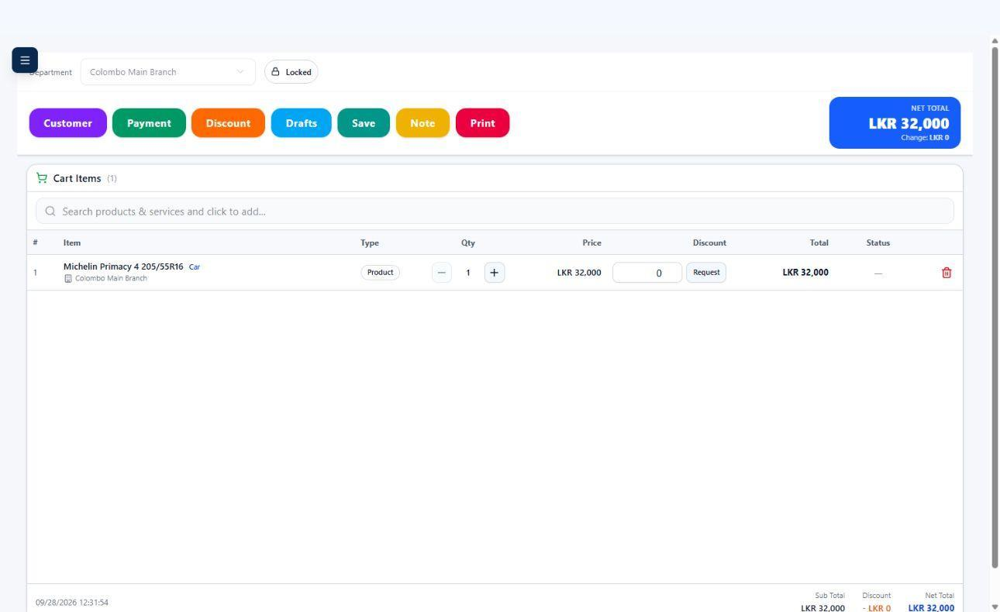 Department
Colombo Main Branch
Locked
Customer
Payment
Discount
Drafts
Save
Note
Print
NET TOTAL
LKR 32,000
Change: LKR 0
Cart Items (1)
Search products & services and click to add...
# Item Type Qty Price Discount Total Status
1 Michelin Primacy 4 205/55R16 Car Product 1 LKR 32,000 0 Request LKR 32,000 —
Colombo Main Branch
09/28/2026 12:31:54
Sub Total Discount Net Total
LKR 32,000 - LKR 0 LKR 32,000